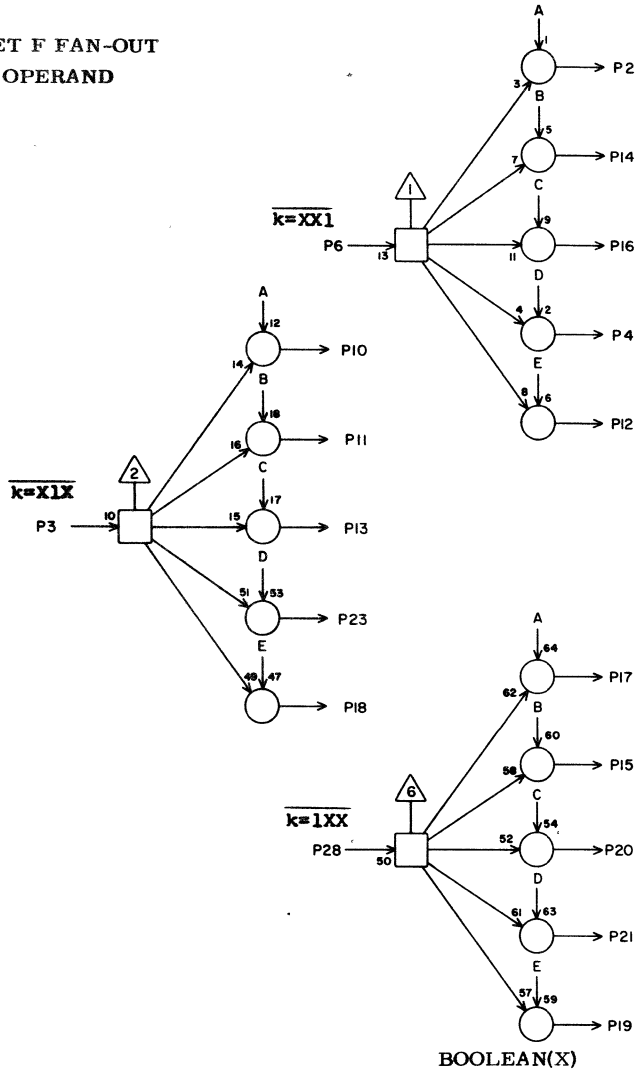 ET F FAN-OUT
OPERAND
A
1
3
P2
B
5
7
P14
C
1
k=XX1
9
P6
13
11
P16
D
4
2
P4
E
8
6
P12
A
12
14
P10
B
18
16
P11
C
2
k=X1X
17
P3
10
15
P13
D
51
53
P23
E
49
47
P18
A
64
62
P17
B
60
58
P15
C
6
k=1XX
54
P28
50
52
P20
D
61
63
P21
E
57
59
P19
BOOLEAN(X)